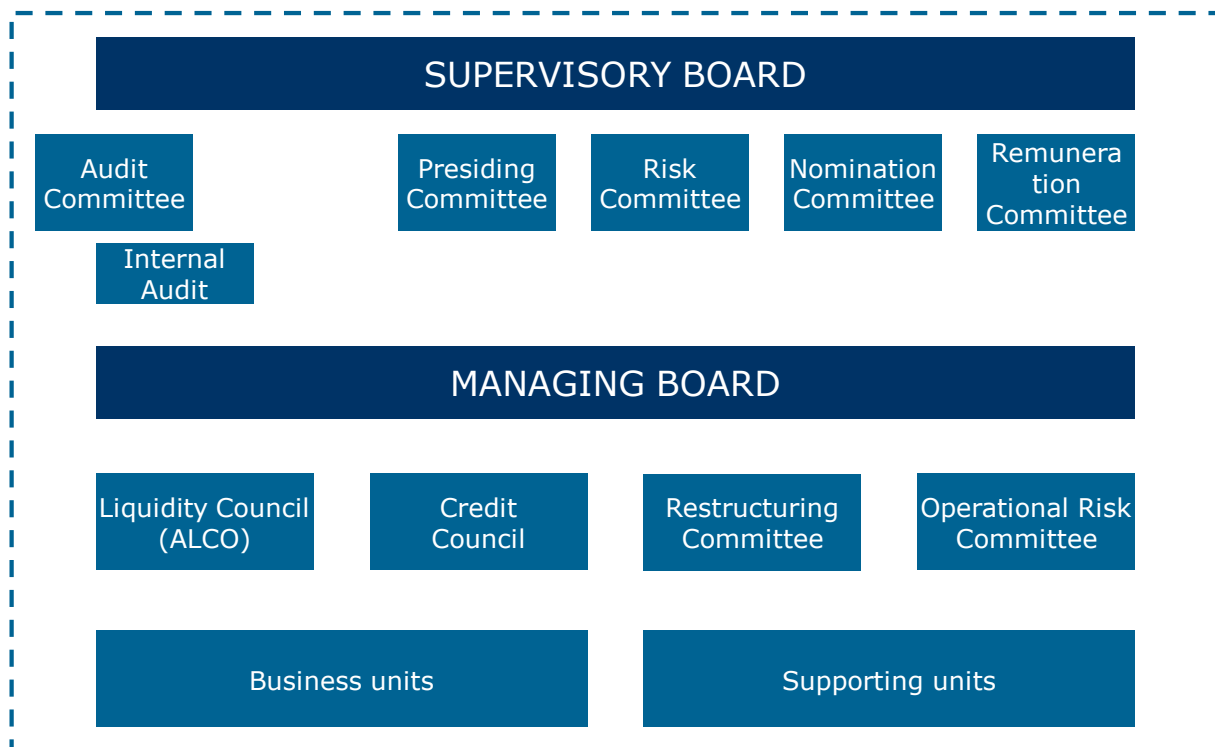 SUPERVISORY BOARD
Audit
Committee
Presiding
Committee
Risk
Committee
Nomination
Committee
Remunera
tion
Committee
Internal
Audit
MANAGING BOARD
Liquidity Council
(ALCO)
Credit
Council
Restructuring
Committee
Operational Risk
Committee
Business units
Supporting units